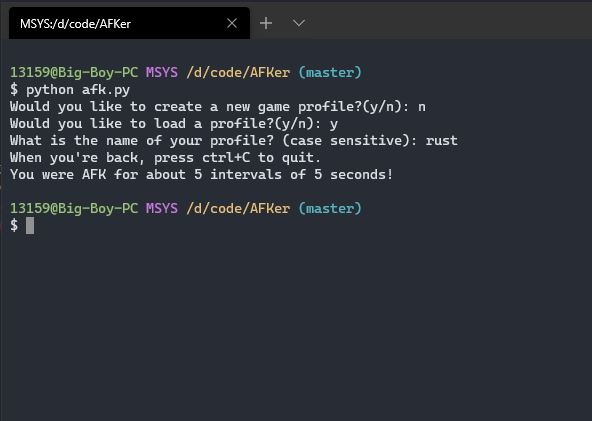 MSYS:/d/code/AFKer
13159@Big-Boy-PC MSYS /d/code/AFKer (master)
$ python afk.py
Would you like to create a new game profile?(y/n): n
Would you like to load a profile?(y/n): y
What is the name of your profile? (case sensitive): rust
When you're back, press ctrl+C to quit.
You were AFK for about 5 intervals of 5 seconds!
13159@Big-Boy-PC MSYS /d/code/AFKer (master)
$